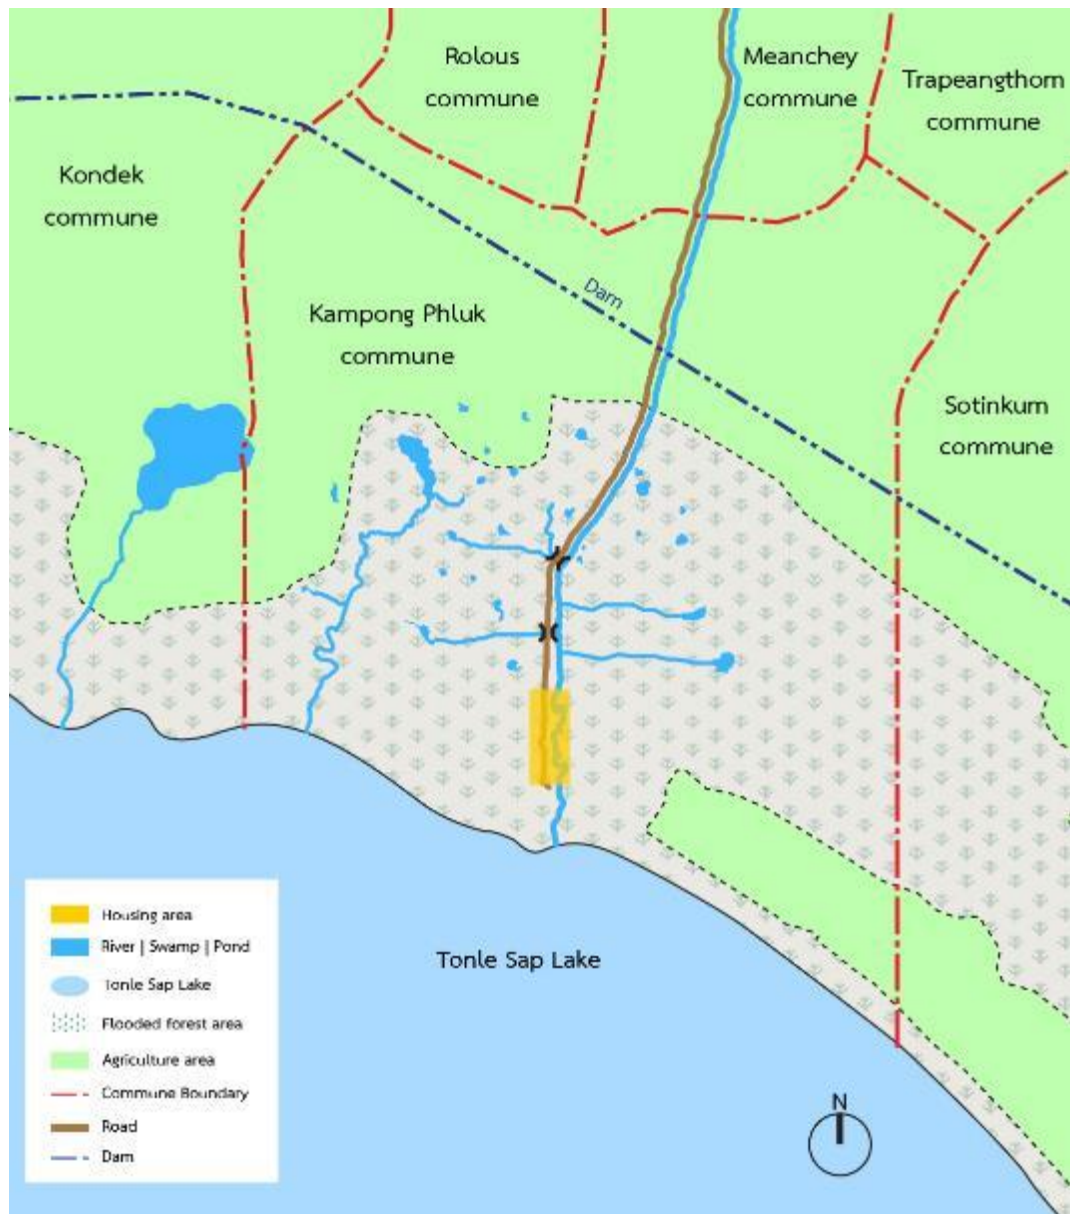 Rolous
commune
Meanchey
commune
Trapeangthom
commune
Kondek
commune
Dam
Kampong Phluk
commune
Sotinkum
commune
Tonle Sap Lake
Housing area
River | Swamp | Pond
Tonle Sap Lake
Flooded forest area
Agriculture area
Commune Boundary
Road
Dam
N